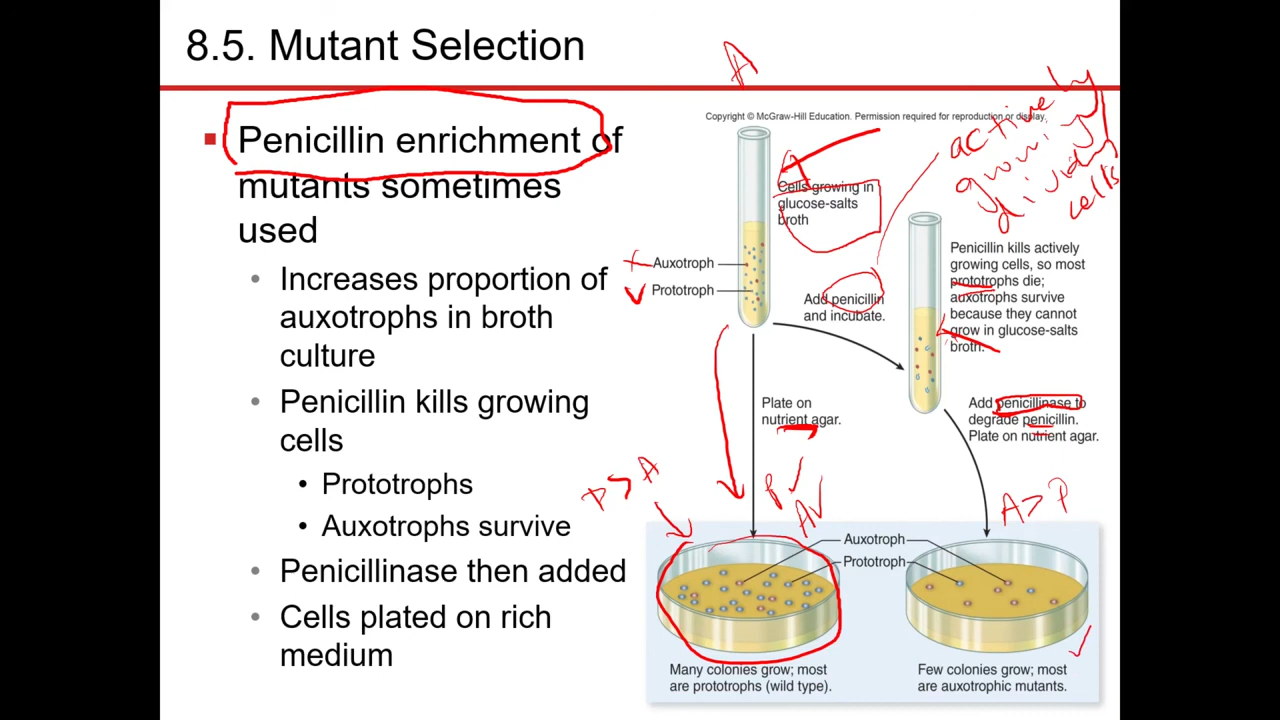 8.5. Mutant Selection
Penicillin enrichment of
mutants sometimes
used
Increases proportion of
auxotrophs in broth
culture
Penicillin kills growing
cells
Prototrophs
Auxotrophs survive
Penicillinase then added
Cells plated on rich
medium
A
Copyright © McGraw-Hill Education. Permission required for reproduction or display.
Cells growing in
glucose-salts
broth
Auxotroph
Prototroph
Add penicillin
and incubate.
actively
growing
dividing
cells
Penicillin kills actively
growing cells, so most
prototrophs die;
auxotrophs survive
because they cannot
grow in glucose-salts
broth.
Plate on
nutrient agar.
Add penicillinase to
degrade penicillin.
Plate on nutrient agar.
P > A
P ✓
A ✓
A > P
Auxotroph
Prototroph
Many colonies grow; most
are prototrophs (wild type).
Few colonies grow; most
are auxotrophic mutants.